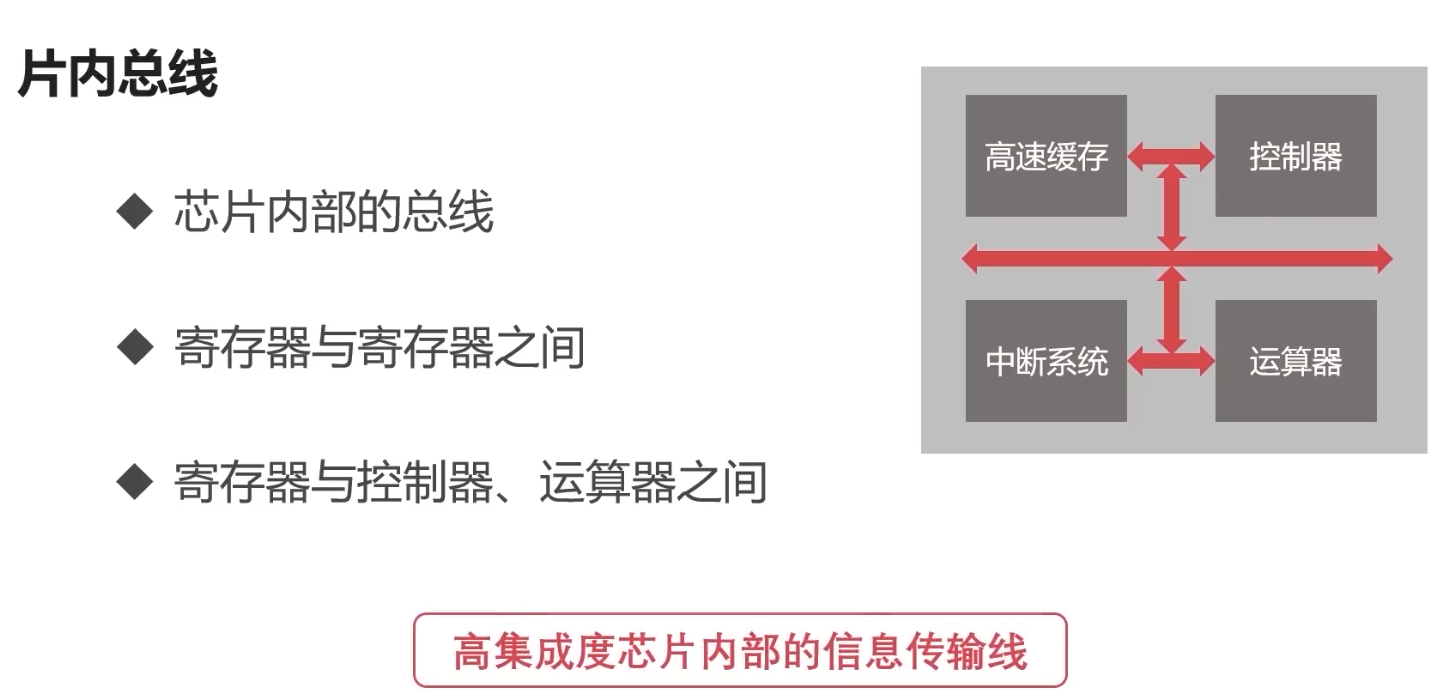 片内总线
芯片内部的总线
寄存器与寄存器之间
寄存器与控制器、运算器之间
高速缓存
控制器
中断系统
运算器
高集成度芯片内部的信息传输线